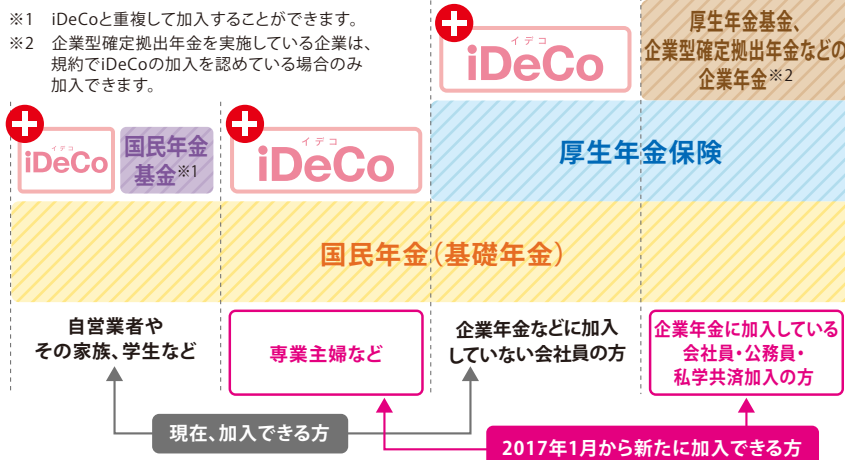 ※1 iDeCoと重複して加入することができます。
※2 企業型確定拠出年金を実施している企業は、
規約でiDeCoの加入を認めている場合のみ
加入できます。
イデコ
iDeCo
厚生年金基金、
企業型確定拠出年金などの
企業年金※2
イデコ
iDeCo
国民年金
基金※1
イデコ
iDeCo
厚生年金保険
国民年金（基礎年金）
自営業者や
その家族、学生など
専業主婦など
企業年金などに加入
していない会社員の方
企業年金に加入している
会社員・公務員・
私学共済加入の方
現在、加入できる方
2017年1月から新たに加入できる方